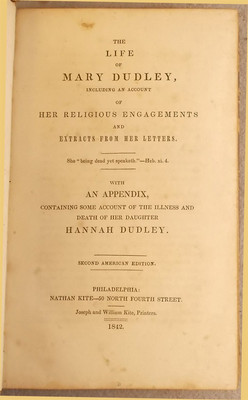 THE
LIFE
OF
MARY DUDLEY,
INCLUDING AN ACCOUNT
OF
HER RELIGIOUS ENGAGEMENTS
AND
EXTRACTS FROM HER LETTERS.
She "being dead yet speaketh."—Heb. xi. 4.
WITH
AN APPENDIX,
CONTAINING SOME ACCOUNT OF THE ILLNESS AND
DEATH OF HER DAUGHTER
HANNAH DUDLEY.
SECOND AMERICAN EDITION.
PHILADELPHIA:
NATHAN KITE—50 NORTH FOURTH STREET.
Joseph and William Kite, Printers.
1842.